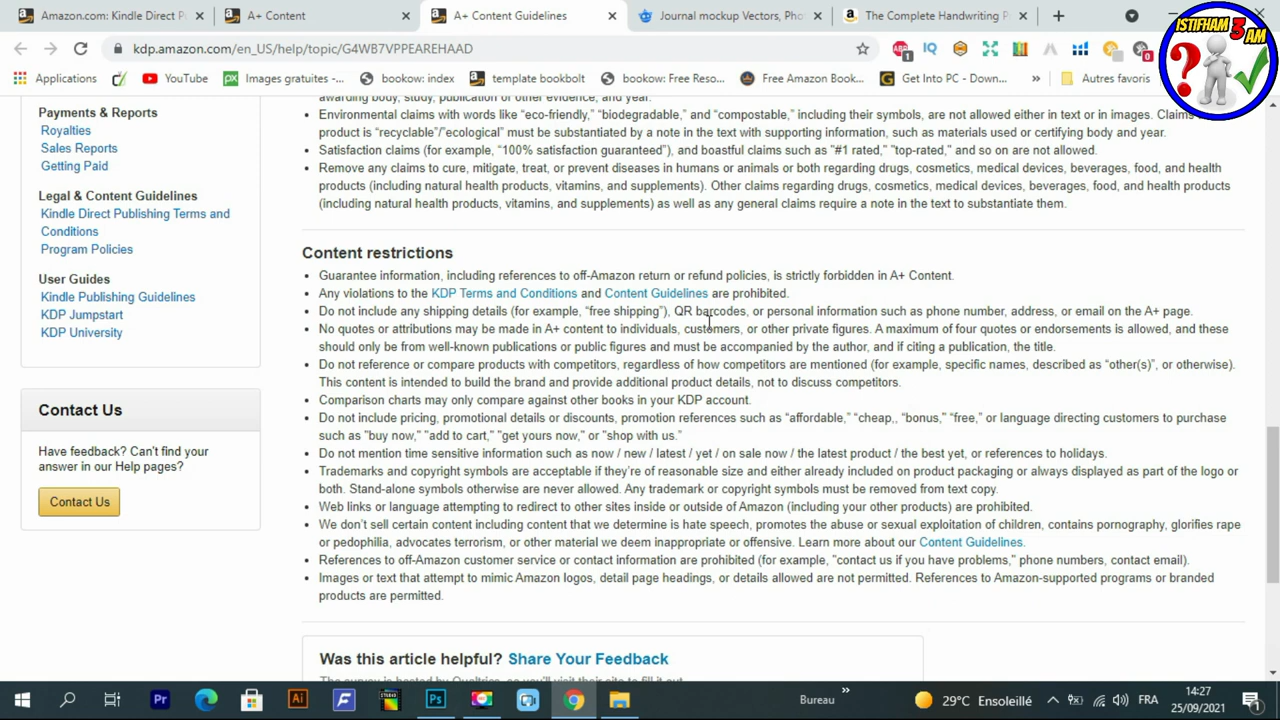 Amazon.com: Kindle Direct P
A+ Content
A+ Content Guidelines
Journal mockup Vectors, Pho
The Complete Handwriting P
ISTIFHAM 3 AM
kdp.amazon.com/en_US/help/topic/G4WB7VPPEAREHAAD
Applications
YouTube
Images gratuites -...
bookow: index
template bookbolt
bookow: Free Reso...
Free Amazon Book...
Get Into PC - Down...
»
Autres favoris
Payments & Reports
Royalties
Sales Reports
Getting Paid
Legal & Content Guidelines
Kindle Direct Publishing Terms and
Conditions
Program Policies
User Guides
Kindle Publishing Guidelines
KDP Jumpstart
KDP University
Contact Us
Have feedback? Can't find your
answer in our Help pages?
Contact Us
awarding body, study, publication or other evidence, and year.
• Environmental claims with words like “eco-friendly,” “biodegradable,” and “compostable,” including their symbols, are not allowed either in text or in images. Claims
product is “recyclable”/“ecological” must be substantiated by a note in the text with supporting information, such as materials used or certifying body and year.
• Satisfaction claims (for example, “100% satisfaction guaranteed”), and boastful claims such as “#1 rated,” “top-rated,” and so on are not allowed.
• Remove any claims to cure, mitigate, treat, or prevent diseases in humans or animals or both regarding drugs, cosmetics, medical devices, beverages, food, and health
products (including natural health products, vitamins, and supplements). Other claims regarding drugs, cosmetics, medical devices, beverages, food, and health products
(including natural health products, vitamins, and supplements) as well as any general claims require a note in the text to substantiate them.
Content restrictions
• Guarantee information, including references to off-Amazon return or refund policies, is strictly forbidden in A+ Content.
• Any violations to the KDP Terms and Conditions and Content Guidelines are prohibited.
• Do not include any shipping details (for example, “free shipping”), QR barcodes, or personal information such as phone number, address, or email on the A+ page.
• No quotes or attributions may be made in A+ content to individuals, customers, or other private figures. A maximum of four quotes or endorsements is allowed, and these
should only be from well-known publications or public figures and must be accompanied by the author, and if citing a publication, the title.
• Do not reference or compare products with competitors, regardless of how competitors are mentioned (for example, specific names, described as “other(s)”, or otherwise).
This content is intended to build the brand and provide additional product details, not to discuss competitors.
• Comparison charts may only compare against other books in your KDP account.
• Do not include pricing, promotional details or discounts, promotion references such as “affordable,” “cheap,, “bonus,” “free,” or language directing customers to purchase
such as “buy now,” “add to cart,” “get yours now,” or “shop with us.”
• Do not mention time sensitive information such as now / new / latest / yet / on sale now / the latest product / the best yet, or references to holidays.
• Trademarks and copyright symbols are acceptable if they’re of reasonable size and either already included on product packaging or always displayed as part of the logo or
both. Stand-alone symbols otherwise are never allowed. Any trademark or copyright symbols must be removed from text copy.
• Web links or language attempting to redirect to other sites inside or outside of Amazon (including your other products) are prohibited.
• We don’t sell certain content including content that we determine is hate speech, promotes the abuse or sexual exploitation of children, contains pornography, glorifies rape
or pedophilia, advocates terrorism, or other material we deem inappropriate or offensive. Learn more about our Content Guidelines.
• References to off-Amazon customer service or contact information are prohibited (for example, “contact us if you have problems,” phone numbers, contact email).
• Images or text that attempt to mimic Amazon logos, detail page headings, or details allowed are not permitted. References to Amazon-supported programs or branded
products are permitted.
Was this article helpful? Share Your Feedback
Bureau
»
29°C Ensoleillé
FRA
14:27
25/09/2021